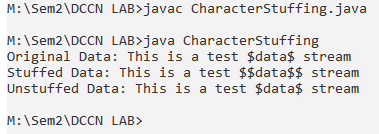 M:\Sem2\DCCN LAB>javac CharacterStuffing.java
M:\Sem2\DCCN LAB>java CharacterStuffing
Original Data: This is a test $data$ stream
Stuffed Data: This is a test $$data$$ stream
Unstuffed Data: This is a test $data$ stream
M:\Sem2\DCCN LAB>